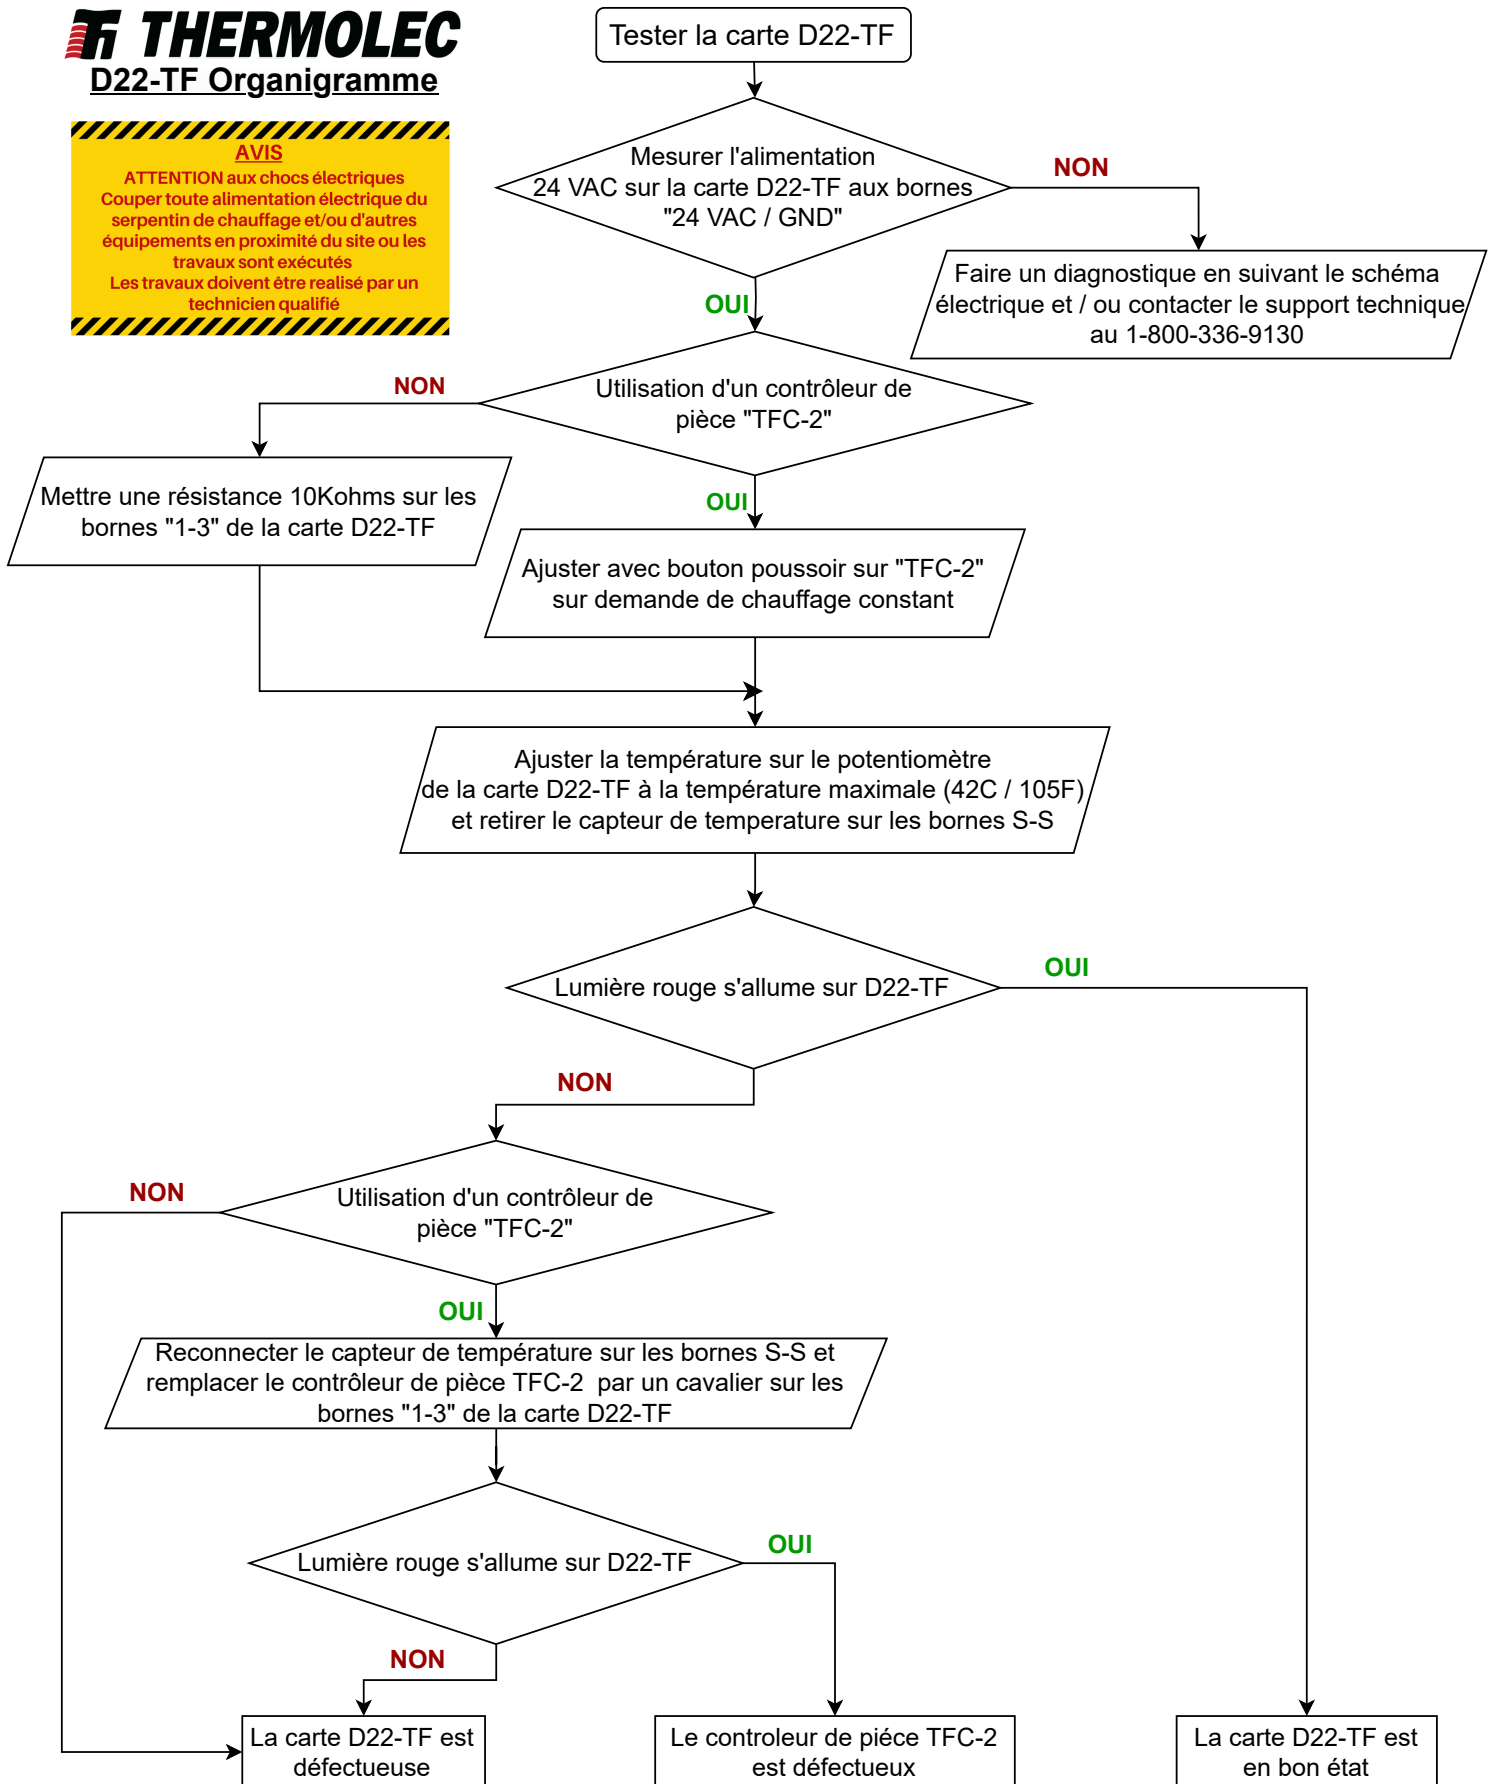 THERMOLEC
D22-TF Organigramme
AVIS
ATTENTION aux chocs électriques
Couper toute alimentation électrique du
serpentin de chauffage et/ou d'autres
équipements en proximité du site ou les
travaux sont exécutés
Les travaux doivent être realisé par un
technicien qualifié
Tester la carte D22-TF
Mesurer l'alimentation
24 VAC sur la carte D22-TF aux bornes
"24 VAC / GND"
NON
Faire un diagnostique en suivant le schéma
électrique et / ou contacter le support technique
au 1-800-336-9130
OUI
Utilisation d'un contrôleur de
pièce "TFC-2"
NON
Mettre une résistance 10Kohms sur les
bornes "1-3" de la carte D22-TF
OUI
Ajuster avec bouton poussoir sur "TFC-2"
sur demande de chauffage constant
Ajuster la température sur le potentiomètre
de la carte D22-TF à la température maximale (42C / 105F)
et retirer le capteur de temperature sur les bornes S-S
Lumière rouge s'allume sur D22-TF
OUI
NON
Utilisation d'un contrôleur de
pièce "TFC-2"
NON
OUI
Reconnecter le capteur de température sur les bornes S-S et
remplacer le contrôleur de pièce TFC-2 par un cavalier sur les
bornes "1-3" de la carte D22-TF
Lumière rouge s'allume sur D22-TF
OUI
NON
La carte D22-TF est
défectueuse
Le controleur de piéce TFC-2
est défectueux
La carte D22-TF est
en bon état